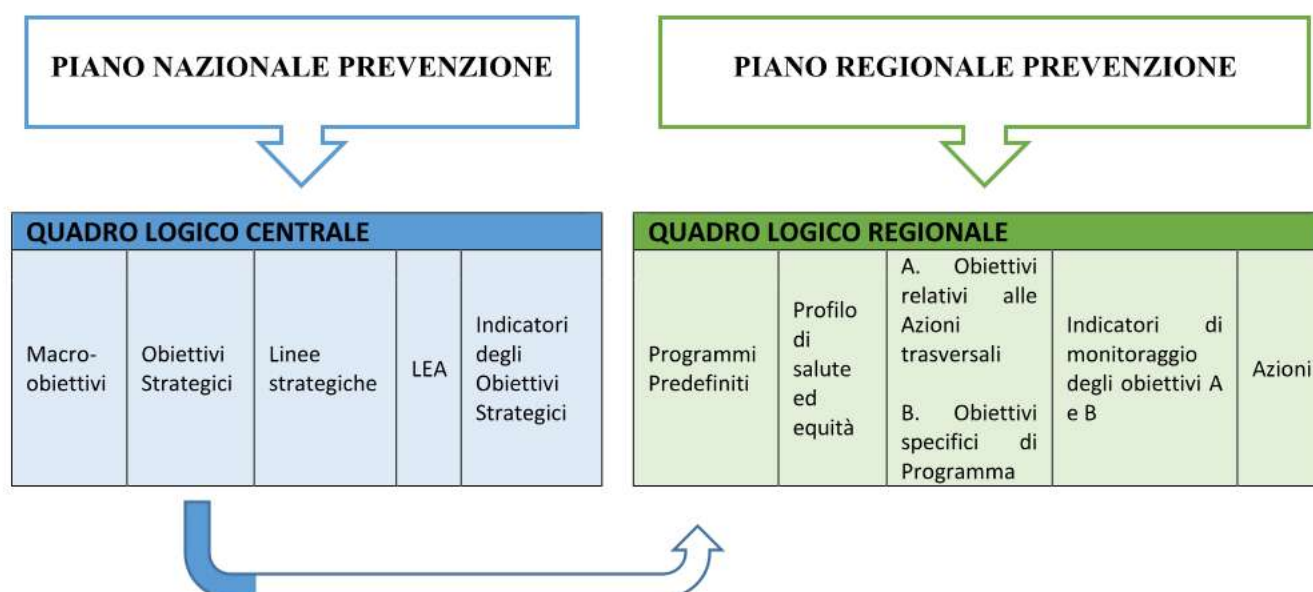 PIANO NAZIONALE PREVENZIONE
PIANO REGIONALE PREVENZIONE
QUADRO LOGICO CENTRALE
Macro-
obiettivi
Obiettivi
Strategici
Linee
strategiche
LEA
Indicatori
degli
Obiettivi
Strategici
QUADRO LOGICO REGIONALE
Programmi
Predefiniti
Profilo
di
salute
ed
equità
A. Obiettivi
relativi alle
Azioni
trasversali
B. Obiettivi
specifici di
Programma
Indicatori di
monitoraggio
degli obiettivi A
e B
Azioni